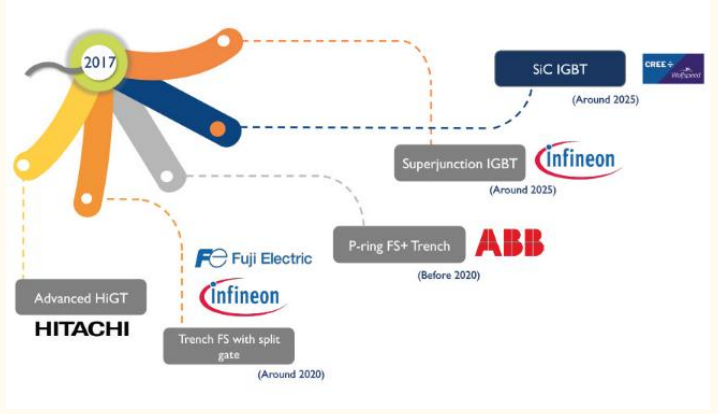 2017
SiC IGBT
CREE
Wolfspeed
(Around 2025)
Superjunction IGBT
infineon
(Around 2025)
P-ring FS+ Trench
ABB
(Before 2020)
Fe Fuji Electric
infineon
Advanced HiGT
HITACHI
Trench FS with split
gate
(Around 2020)